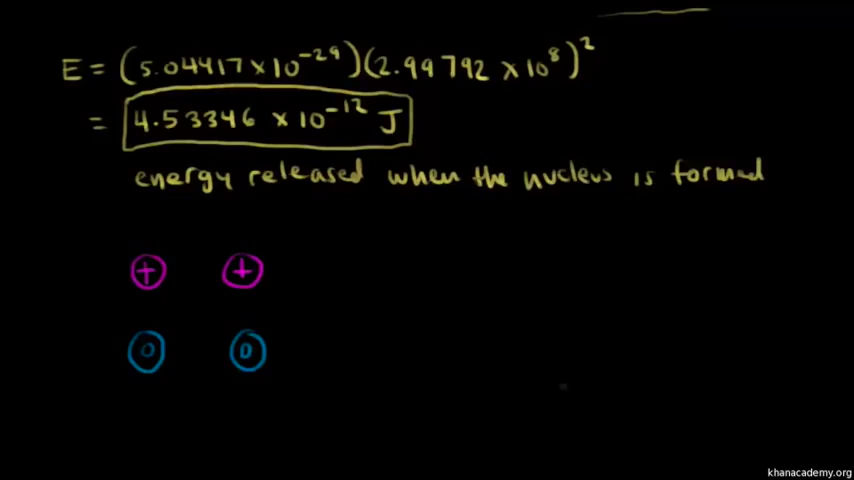 E = (5.04417 × 10⁻²⁹)(2.99792 × 10⁸)²
= 4.53346 × 10⁻¹² J
energy released when the nucleus is formed
+ +
0 0
khanacademy.org